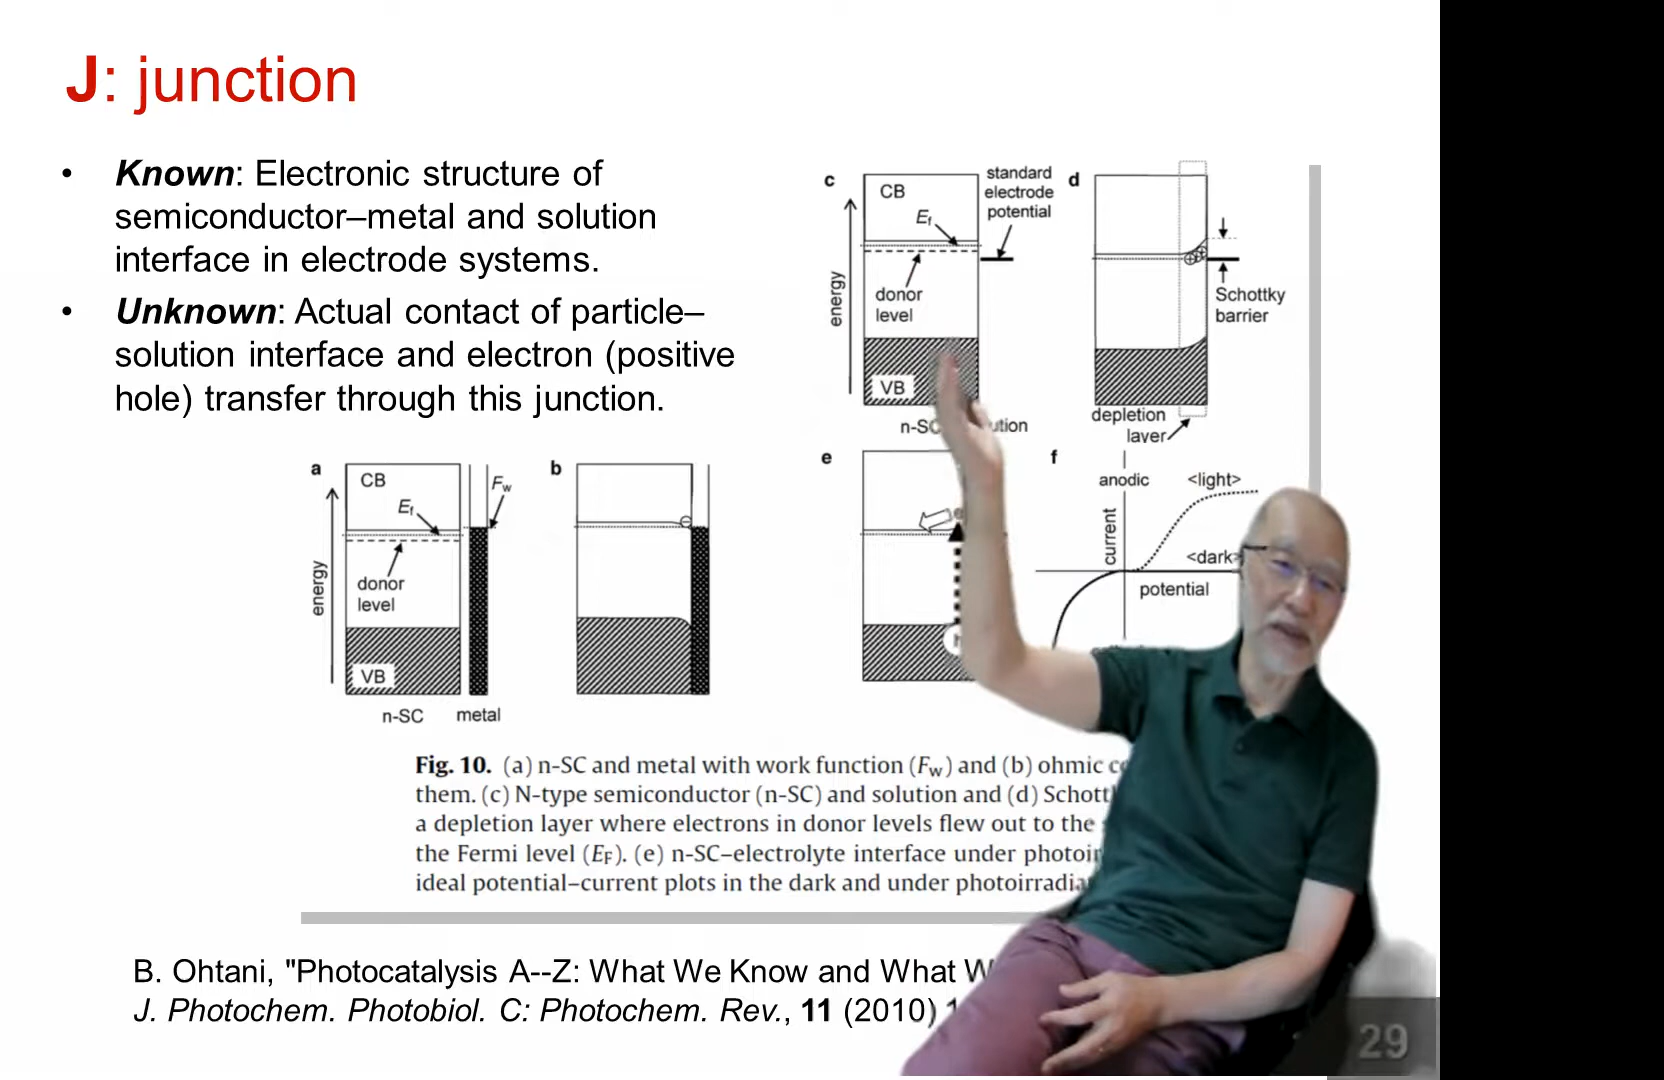 J: junction
• Known: Electronic structure of
semiconductor–metal and solution
interface in electrode systems.
• Unknown: Actual contact of particle–
solution interface and electron (positive
hole) transfer through this junction.
a
CB
Ef
Fw
energy
donor
level
VB
n-SC metal
b
c
CB
Ef
standard
electrode
potential
energy
donor
level
VB
d
Schottky
barrier
depletion
layer
e
f
anodic
<light>
current
<dark>
potential
Fig. 10. (a) n-SC and metal with work function (Fw) and (b) ohmic
them. (c) N-type semiconductor (n-SC) and solution and (d)
a depletion layer where electrons in donor levels flew out to the
the Fermi level (EF). (e) n-SC–electrolyte interface under
ideal potential–current plots in the dark and under
B. Ohtani, "Photocatalysis A--Z: What We Know and What
J. Photochem. Photobiol. C: Photochem. Rev., 11 (2010)
29